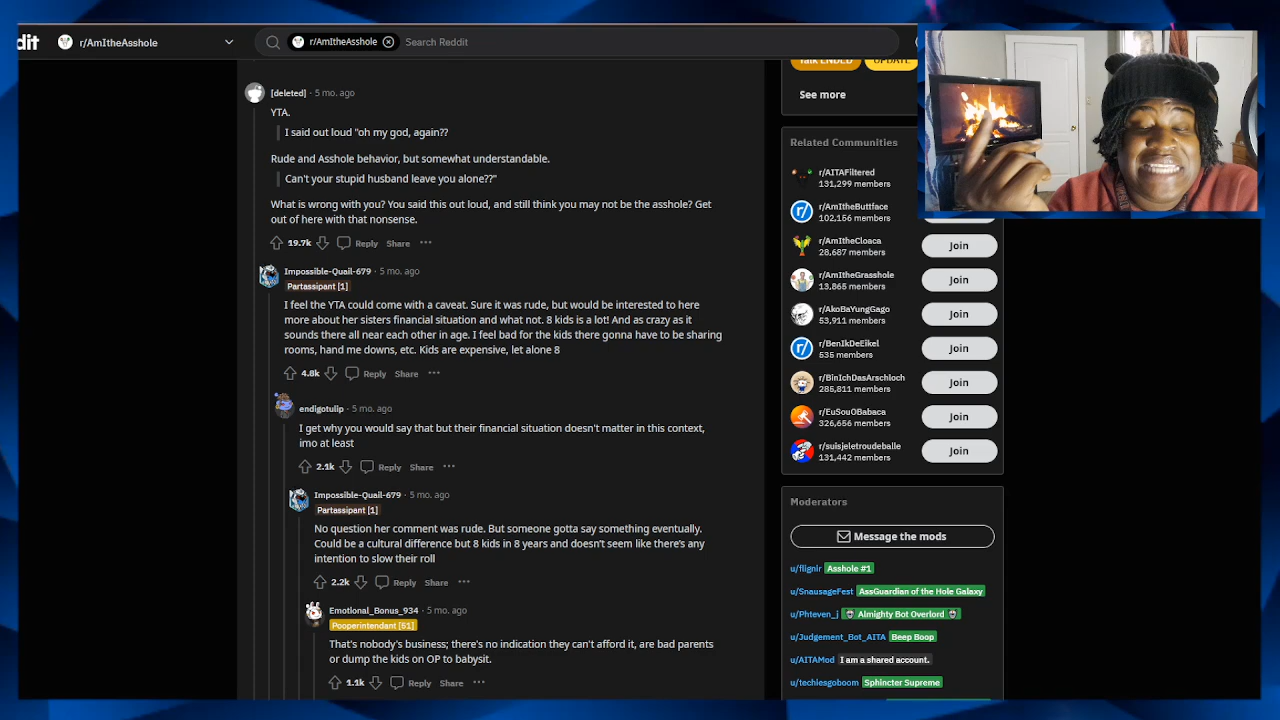 dit
r/AmItheAsshole
r/AmItheAsshole
Search Reddit
[deleted] · 5 mo. ago
YTA.
I said out loud "oh my god, again??
Rude and Asshole behavior, but somewhat understandable.
Can't your stupid husband leave you alone??"
What is wrong with you? You said this out loud, and still think you may not be the asshole? Get
out of here with that nonsense.
19.7k Reply Share ···
Impossible-Quail-679 · 5 mo. ago
Partassipant [1]
I feel the YTA could come with a caveat. Sure it was rude, but would be interested to here
more about her sisters financial situation and what not. 8 kids is a lot! And as crazy as it
sounds there all near each other in age. I feel bad for the kids there gonna have to be sharing
rooms, hand me downs, etc. Kids are expensive, let alone 8
4.8k Reply Share ···
endigotulip · 5 mo. ago
I get why you would say that but their financial situation doesn't matter in this context,
imo at least
2.1k Reply Share ···
Impossible-Quail-679 · 5 mo. ago
Partassipant [1]
No question her comment was rude. But someone gotta say something eventually.
Could be a cultural difference but 8 kids in 8 years and doesn't seem like there's any
intention to slow their roll
2.2k Reply Share ···
Emotional_Bonus_934 · 5 mo. ago
Pooperintendant [51]
That's nobody's business; there's no indication they can't afford it, are bad parents
or dump the kids on OP to babysit.
1.1k Reply Share ···
Talk ENDED UPDATE
See more
Related Communities
r/AITAFiltered
131,299 members
r/AmItheButtface
102,156 members
r/AmItheCloaca
28,687 members
Join
r/AmItheGrasshole
13,865 members
Join
r/AkoBaYungGago
53,911 members
Join
r/BenIkDeEikel
535 members
Join
r/BinIchDasArschloch
285,811 members
Join
r/EuSouOBabaca
326,656 members
Join
r/suisjeletroudeballe
131,442 members
Join
Moderators
Message the mods
u/flignir Asshole #1
u/SnausageFest AssGuardian of the Hole Galaxy
u/Phteven_j Almighty Bot Overlord
u/Judgement_Bot_AITA Beep Boop
u/AITAMod I am a shared account.
u/techiesgoboom Sphincter Supreme